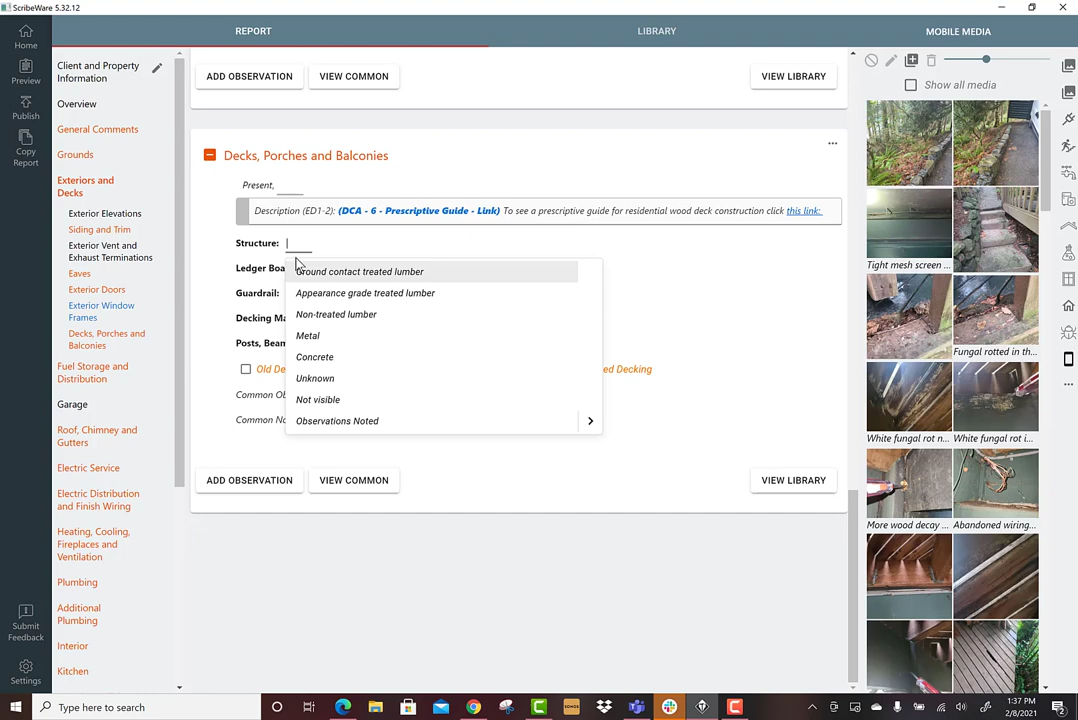 ScribeWare 5.32.12
Home
Preview
Publish
Copy
Report
Submit
Feedback
Settings
REPORT
LIBRARY
MOBILE MEDIA
Client and Property
Information
Overview
General Comments
Grounds
Exteriors and
Decks
Exterior Elevations
Siding and Trim
Exterior Vent and
Exhaust Terminations
Eaves
Exterior Doors
Exterior Window
Frames
Decks, Porches and
Balconies
Fuel Storage and
Distribution
Garage
Roof, Chimney and
Gutters
Electric Service
Electric Distribution
and Finish Wiring
Heating, Cooling,
Fireplaces and
Ventilation
Plumbing
Additional
Plumbing
Interior
Kitchen
ADD OBSERVATION
VIEW COMMON
VIEW LIBRARY
Decks, Porches and Balconies
Present,
Description (ED1-2): (DCA - 6 - Prescriptive Guide - Link) To see a prescriptive guide for residential wood deck construction click this link:
Structure:
Ledger Boa
Guardrail:
Decking Ma
Posts, Beam
Old De
ed Decking
Common Ob
Common No
Ground contact treated lumber
Appearance grade treated lumber
Non-treated lumber
Metal
Concrete
Unknown
Not visible
Observations Noted
ADD OBSERVATION
VIEW COMMON
VIEW LIBRARY
Show all media
Tight mesh screen ...
Fungal rotted in th...
White fungal rot n...
White fungal rot i...
More wood decay ...
Abandoned wiring...
Type here to search
SONOS
1:37 PM
2/8/2021